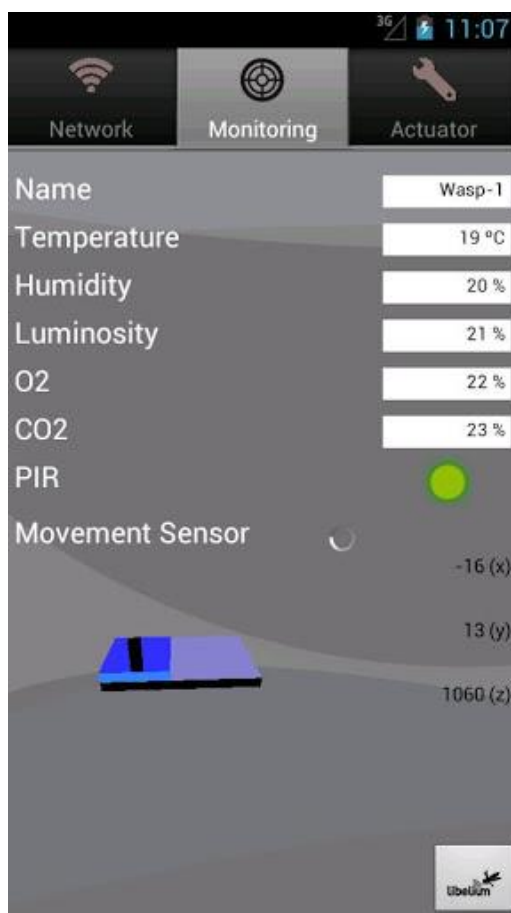 3G 11:07
Network Monitoring Actuator
Name Wasp-1
Temperature 19 ºC
Humidity 20 %
Luminosity 21 %
O2 22 %
CO2 23 %
PIR
Movement Sensor
-16 (x)
13 (y)
1060 (z)
libelium